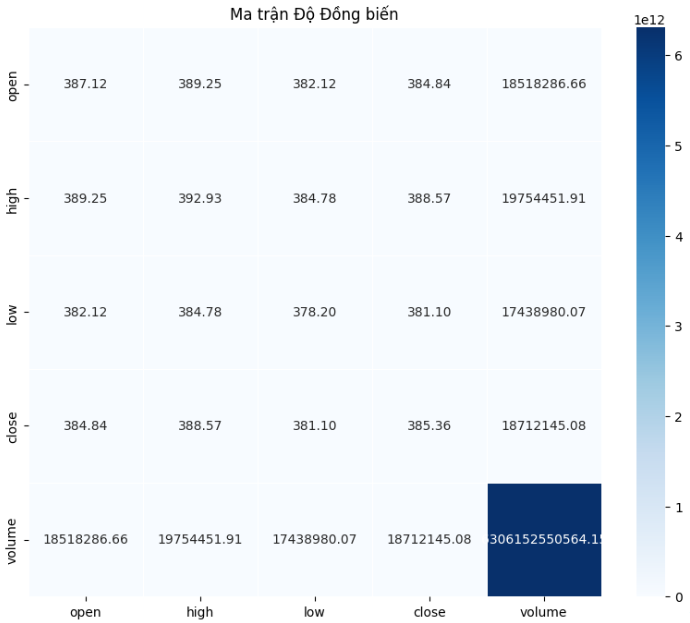 Ma trận Độ Đồng biến
1e12
open 387.12 389.25 382.12 384.84 18518286.66
high 389.25 392.93 384.78 388.57 19754451.91
low 382.12 384.78 378.20 381.10 17438980.07
close 384.84 388.57 381.10 385.36 18712145.08
volume 18518286.66 19754451.91 17438980.07 18712145.08
open high low close volume
6
5
4
3
2
1
0